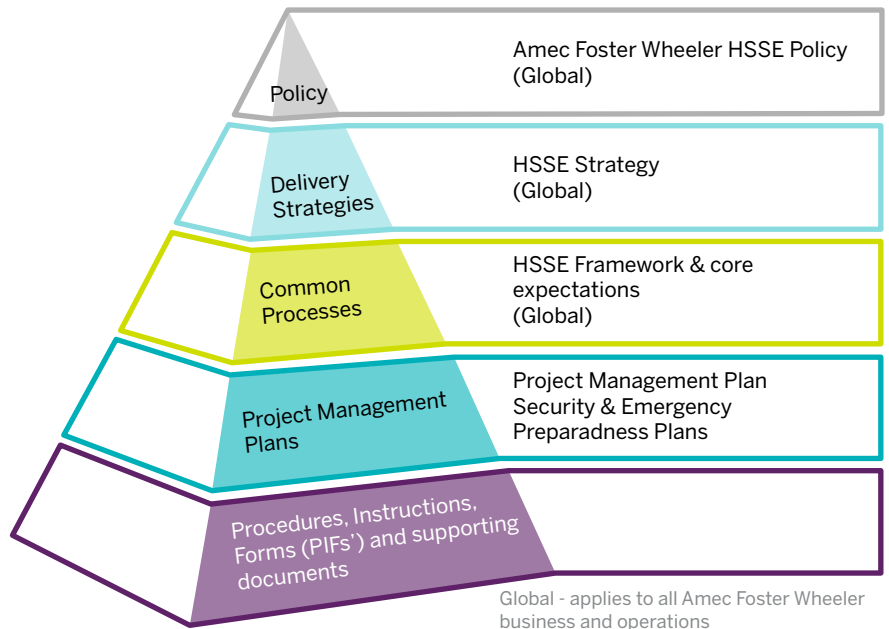 Policy
Amec Foster Wheeler HSSE Policy
(Global)
Delivery
Strategies
HSSE Strategy
(Global)
Common
Processes
HSSE Framework & core
expectations
(Global)
Project Management
Plans
Project Management Plan
Security & Emergency
Preparadness Plans
Procedures, Instructions,
Forms (PIFs’) and supporting
documents
Global - applies to all Amec Foster Wheeler
business and operations